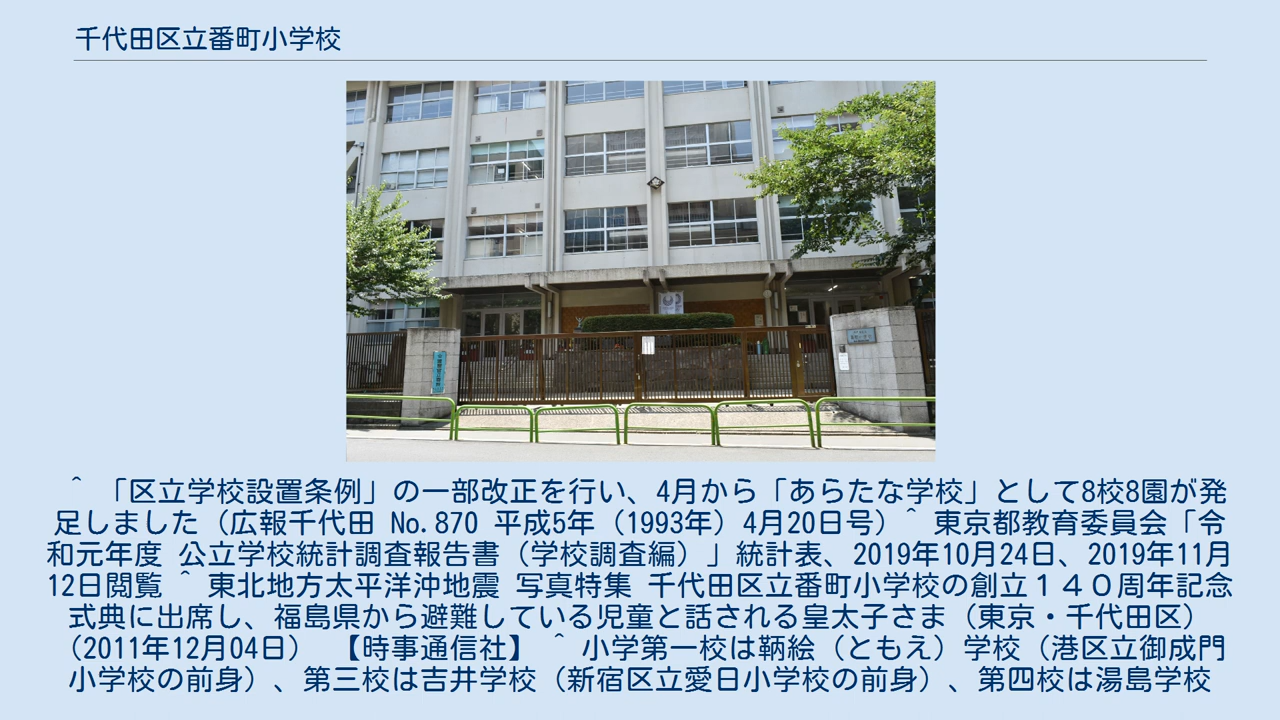 千代田区立番町小学校
^ 「区立学校設置条例」の一部改正を行い、4月から「あらたな学校」として8校8園が発
足しました（広報千代田 No.870 平成5年（1993年）4月20日号）^ 東京都教育委員会「令
和元年度 公立学校統計調査報告書（学校調査編）」統計表、2019年10月24日、2019年11月
12日閲覧 ^ 東北地方太平洋沖地震 写真特集 千代田区立番町小学校の創立１４０周年記念
式典に出席し、福島県から避難している児童と話される皇太子さま（東京・千代田区）
（2011年12月04日） 【時事通信社】 ^ 小学第一校は鞆絵（ともえ）学校（港区立御成門
小学校の前身）、第三校は吉井学校（新宿区立愛日小学校の前身）、第四校は湯島学校